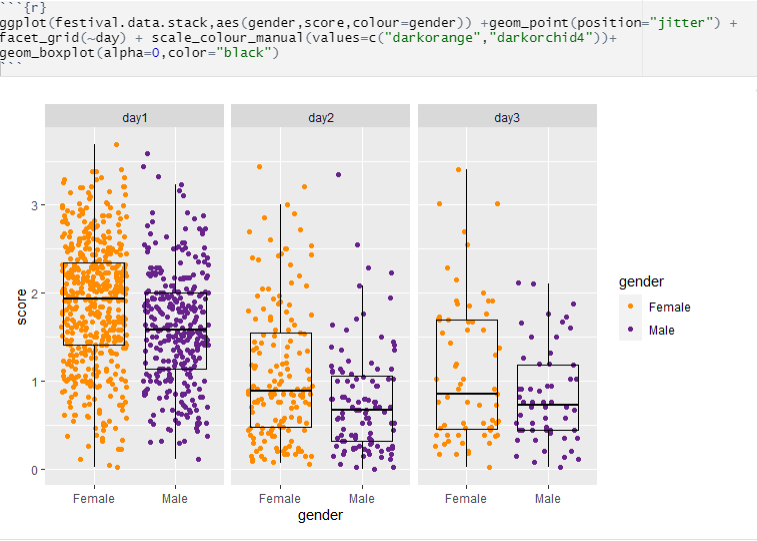 ```{r}
ggplot(festival.data.stack,aes(gender,score,colour=gender)) +geom_point(position="jitter") +
facet_grid(~day) + scale_colour_manual(values=c("darkorange","darkorchid4"))+
geom_boxplot(alpha=0,color="black")
```
day1 day2 day3
3
2
1
0
score
Female Male Female Male Female Male
gender
gender
Female
Male